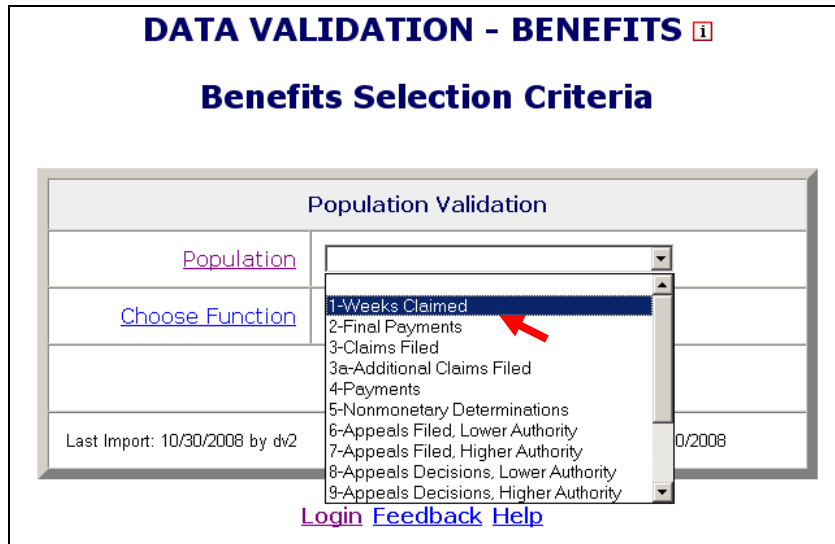 DATA VALIDATION - BENEFITS i
Benefits Selection Criteria
Population Validation
Population
Choose Function
1-Weeks Claimed
2-Final Payments
3-Claims Filed
3a-Additional Claims Filed
4-Payments
5-Nonmonetary Determinations
6-Appeals Filed, Lower Authority
7-Appeals Filed, Higher Authority
8-Appeals Decisions, Lower Authority
9-Appeals Decisions, Higher Authority
Last Import: 10/30/2008 by dv2
0/2008
Login Feedback Help